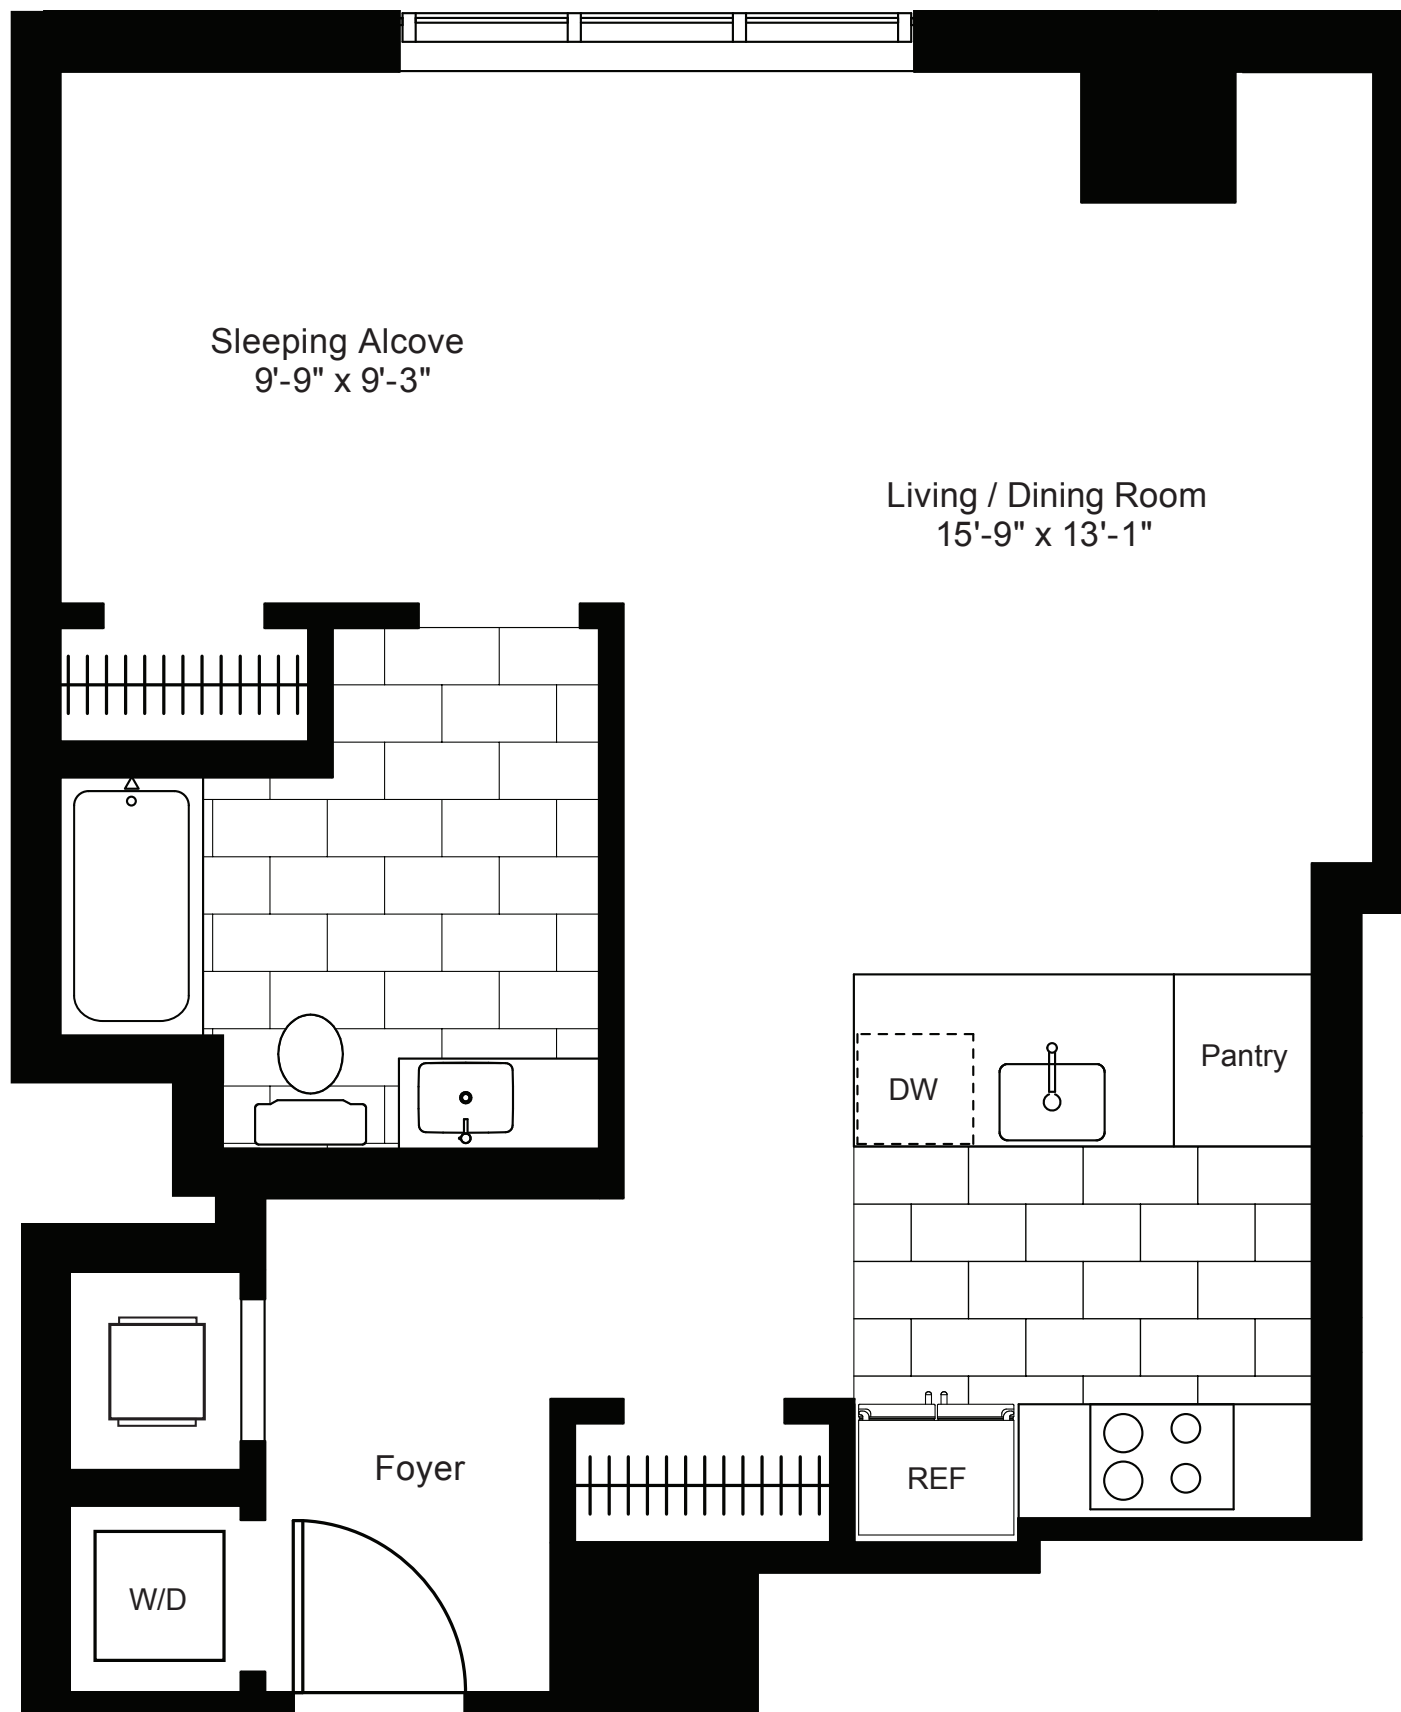 Sleeping Alcove
9'-9" x 9'-3"
Living / Dining Room
15'-9" x 13'-1"
Pantry
DW
Foyer
REF
W/D